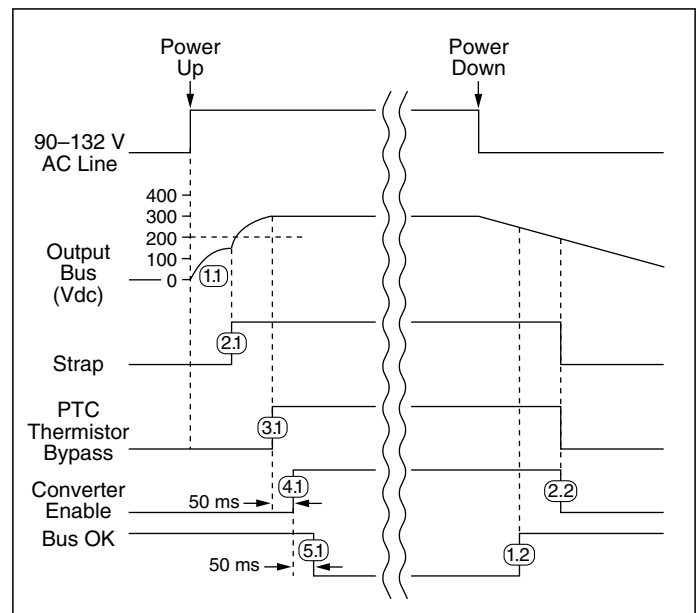 Power
Up
Power
Down
90–132 V
AC Line
400
300
200
100
0
Output
Bus
(Vdc)
1.1
2.1
Strap
PTC
Thermistor
Bypass
3.1
Converter
Enable
50 ms
4.1
2.2
Bus OK
50 ms
5.1
1.2